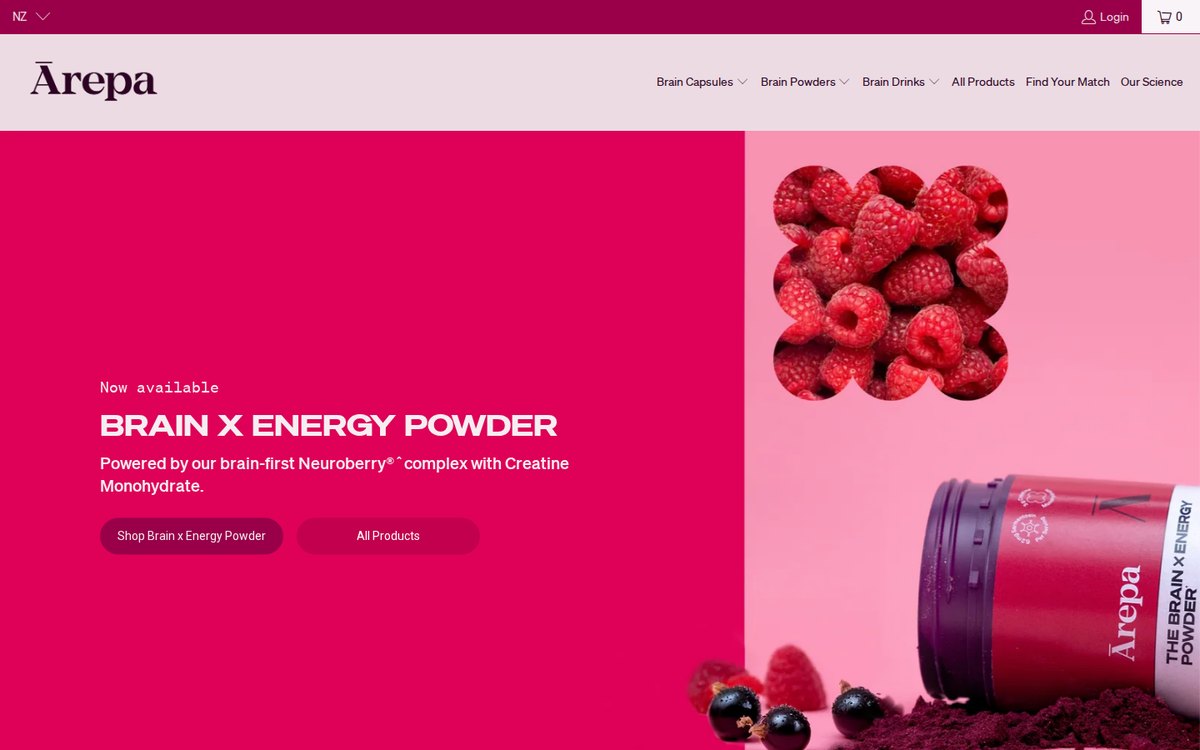 NZ
Login
0
Ārepa
Brain Capsules
Brain Powders
Brain Drinks
All Products
Find Your Match
Our Science
Now available
BRAIN X ENERGY POWDER
Powered by our brain-first Neuroberry®ˆcomplex with Creatine
Monohydrate.
Shop Brain x Energy Powder
All Products
Ārepa
THE BRAIN X ENERGY
POWDER